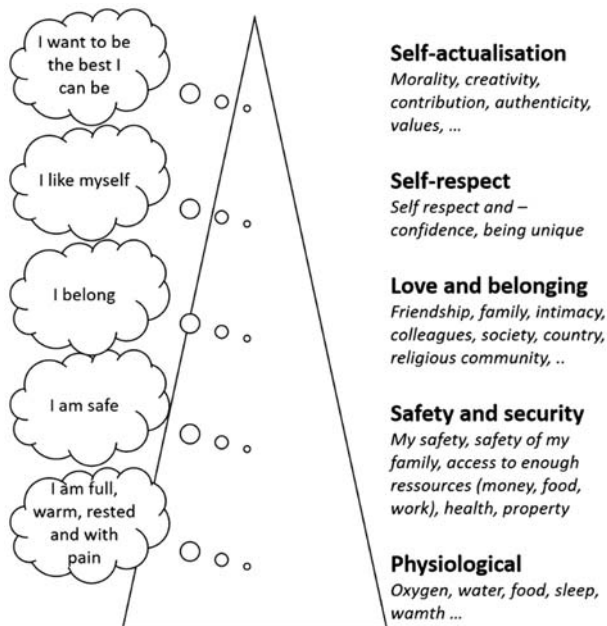 I want to be
the best I
can be
Self-actualisation
Morality, creativity,
contribution, authenticity,
values, ...
I like myself
Self-respect
Self respect and –
confidence, being unique
I belong
Love and belonging
Friendship, family, intimacy,
colleagues, society, country,
religious community, ..
I am safe
Safety and security
My safety, safety of my
family, access to enough
ressources (money, food,
work), health, property
I am full,
warm, rested
and with
pain
Physiological
Oxygen, water, food, sleep,
wamth ...